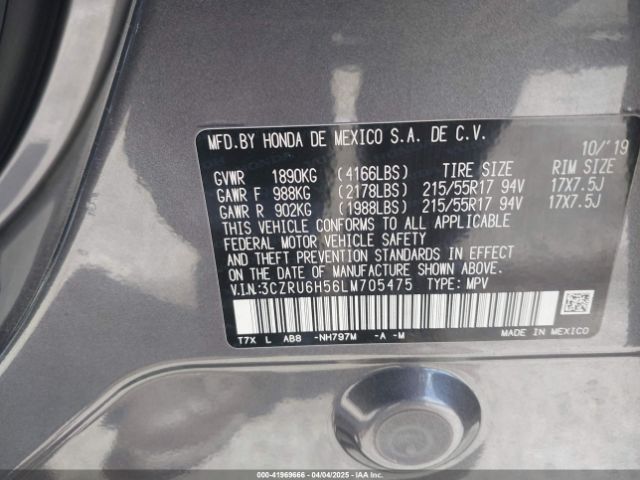 MFD.BY HONDA DE MEXICO S.A. DE C.V.
10/'19
GVWR 1890KG (4166LBS) TIRE SIZE RIM SIZE
GAWR F 988KG (2178LBS) 215/55R17 94V 17X7.5J
GAWR R 902KG (1988LBS) 215/55R17 94V 17X7.5J
THIS VEHICLE CONFORMS TO ALL APPLICABLE
FEDERAL MOTOR VEHICLE SAFETY
AND THEFT PREVENTION STANDARDS IN EFFECT
ON THE DATE OF MANUFACTURE SHOWN ABOVE.
V.I.N:3CZRU6H56LM705475 TYPE: MPV
T7X L AB8 -NH797M -A -M MADE IN MEXICO
000-41969666 04/04/2025 IAAI.COM